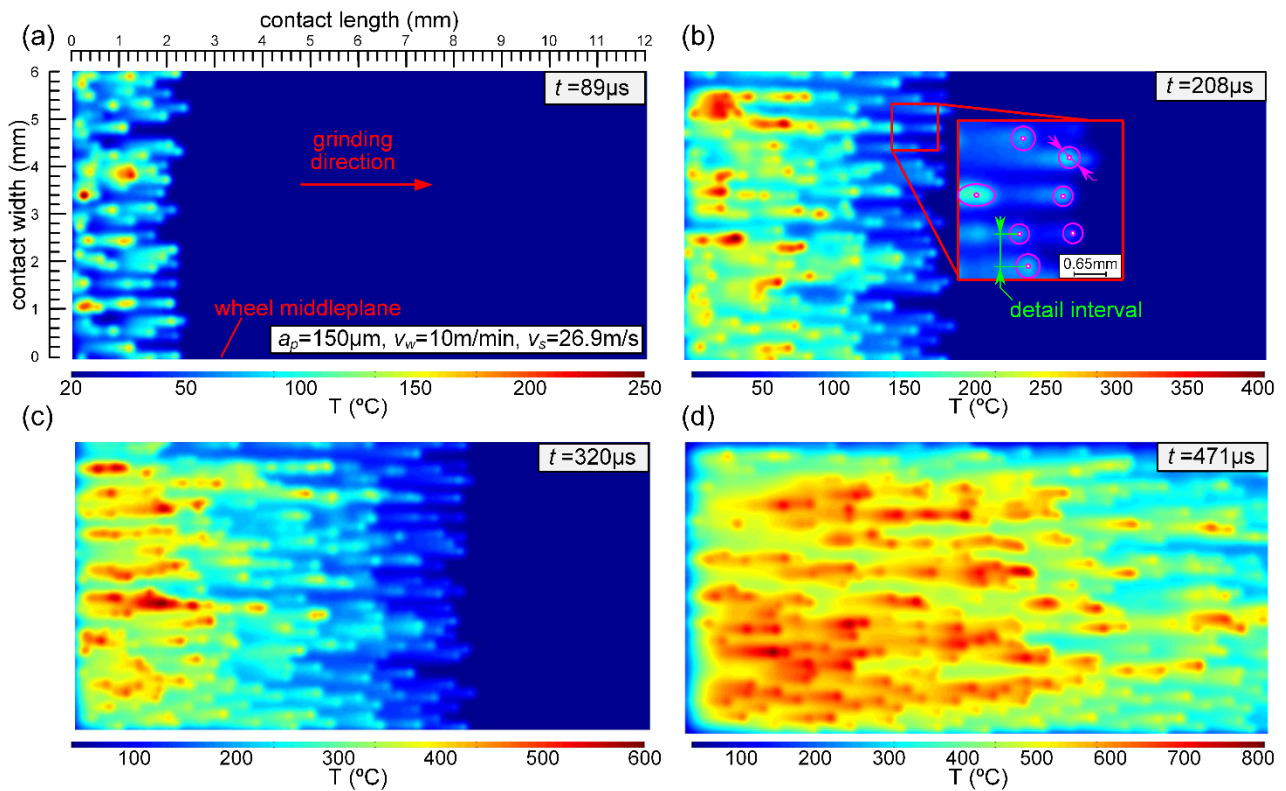 contact length (mm)
(a)
0 1 2 3 4 5 6 7 8 9 10 11 12
contact width (mm)
6
5
4
3
2
1
0
t =89µs
grinding
direction
wheel middleplane
a_p=150µm, v_w=10m/min, v_s=26.9m/s
20 50 100 150 200 250
T (ºC)
(b)
t =208µs
0.65mm
detail interval
50 100 150 200 250 300 350 400
T (ºC)
(c)
t =320µs
100 200 300 400 500 600
T (ºC)
(d)
t =471µs
100 200 300 400 500 600 700 800
T (ºC)